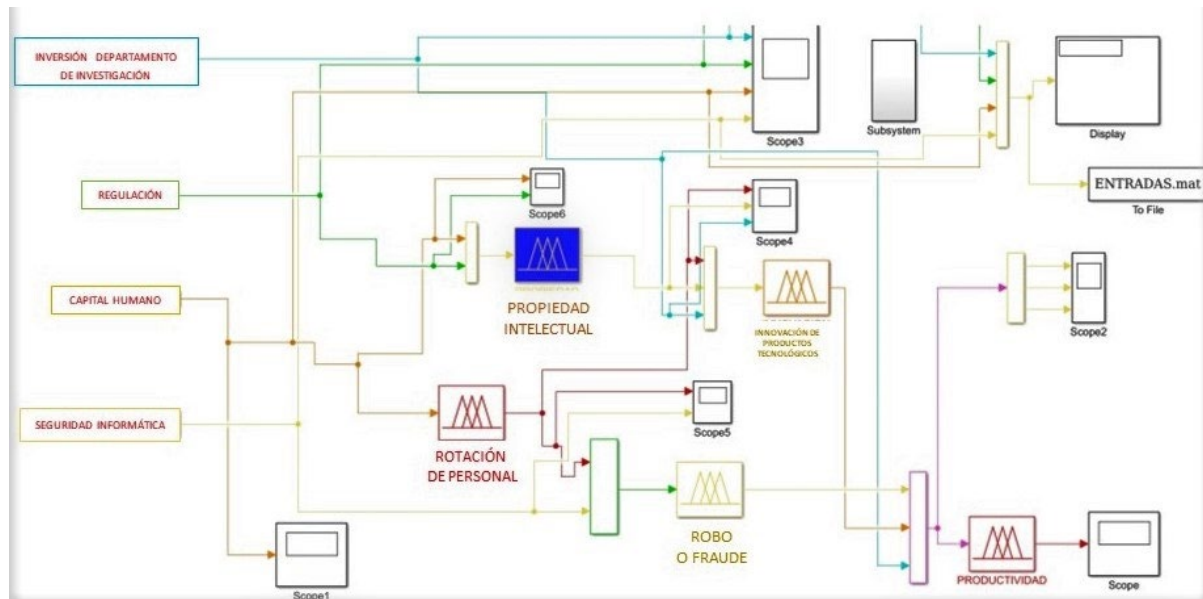 INVERSIÓN DEPARTAMENTO
DE INVESTIGACIÓN
Scope3
Subsystem
Display
REGULACIÓN
ENTRADAS.mat
To File
Scope6
Scope4
CAPITAL HUMANO
PROPIEDAD
INTELECTUAL
INNOVACIÓN DE
PRODUCTOS
TECNOLÓGICOS
Scope2
SEGURIDAD INFORMÁTICA
Scope5
ROTACIÓN
DE PERSONAL
ROBO
O FRAUDE
Scope1
PRODUCTIVIDAD
Scope